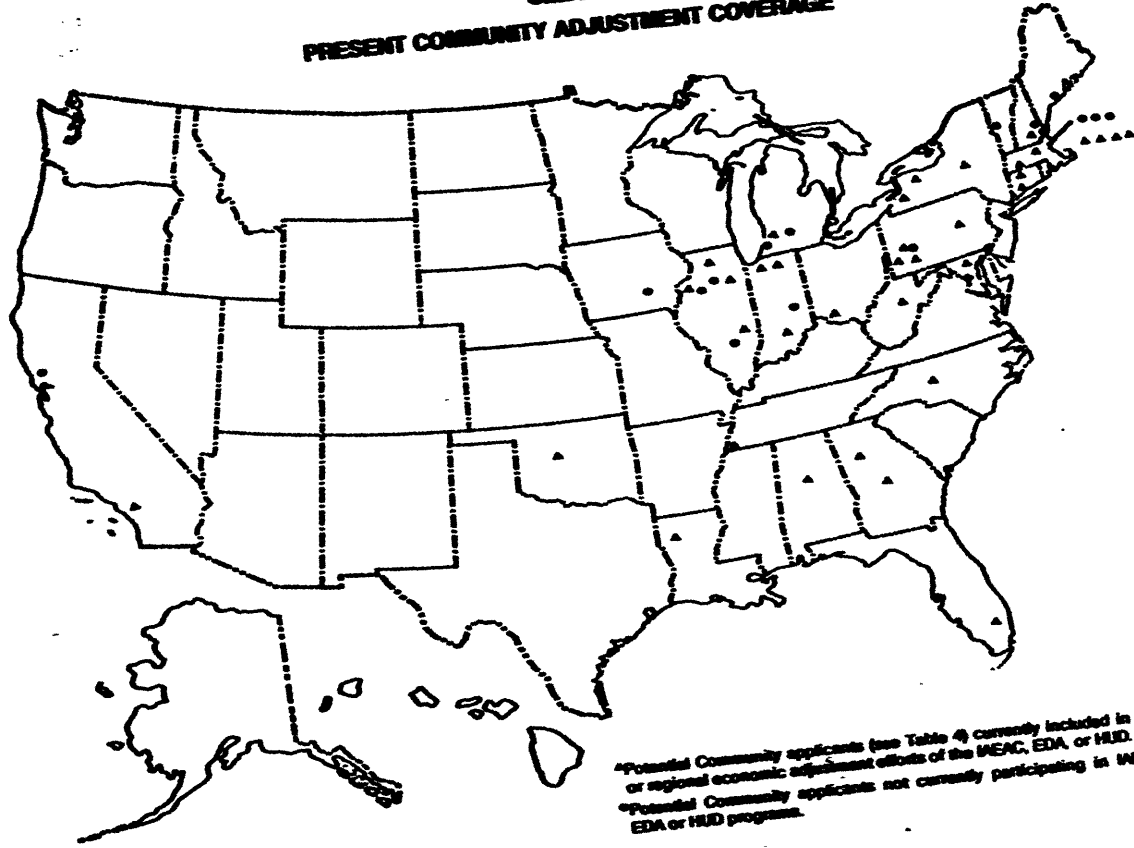 PRESENT COMMUNITY ADJUSTMENT COVERAGE
▲Potential Community applicants (see Table 4) currently included in
or regional economic adjustment efforts of the IAEAC, EDA, or HUD.
●Potential Community applicants not currently participating in
EDA or HUD programs.